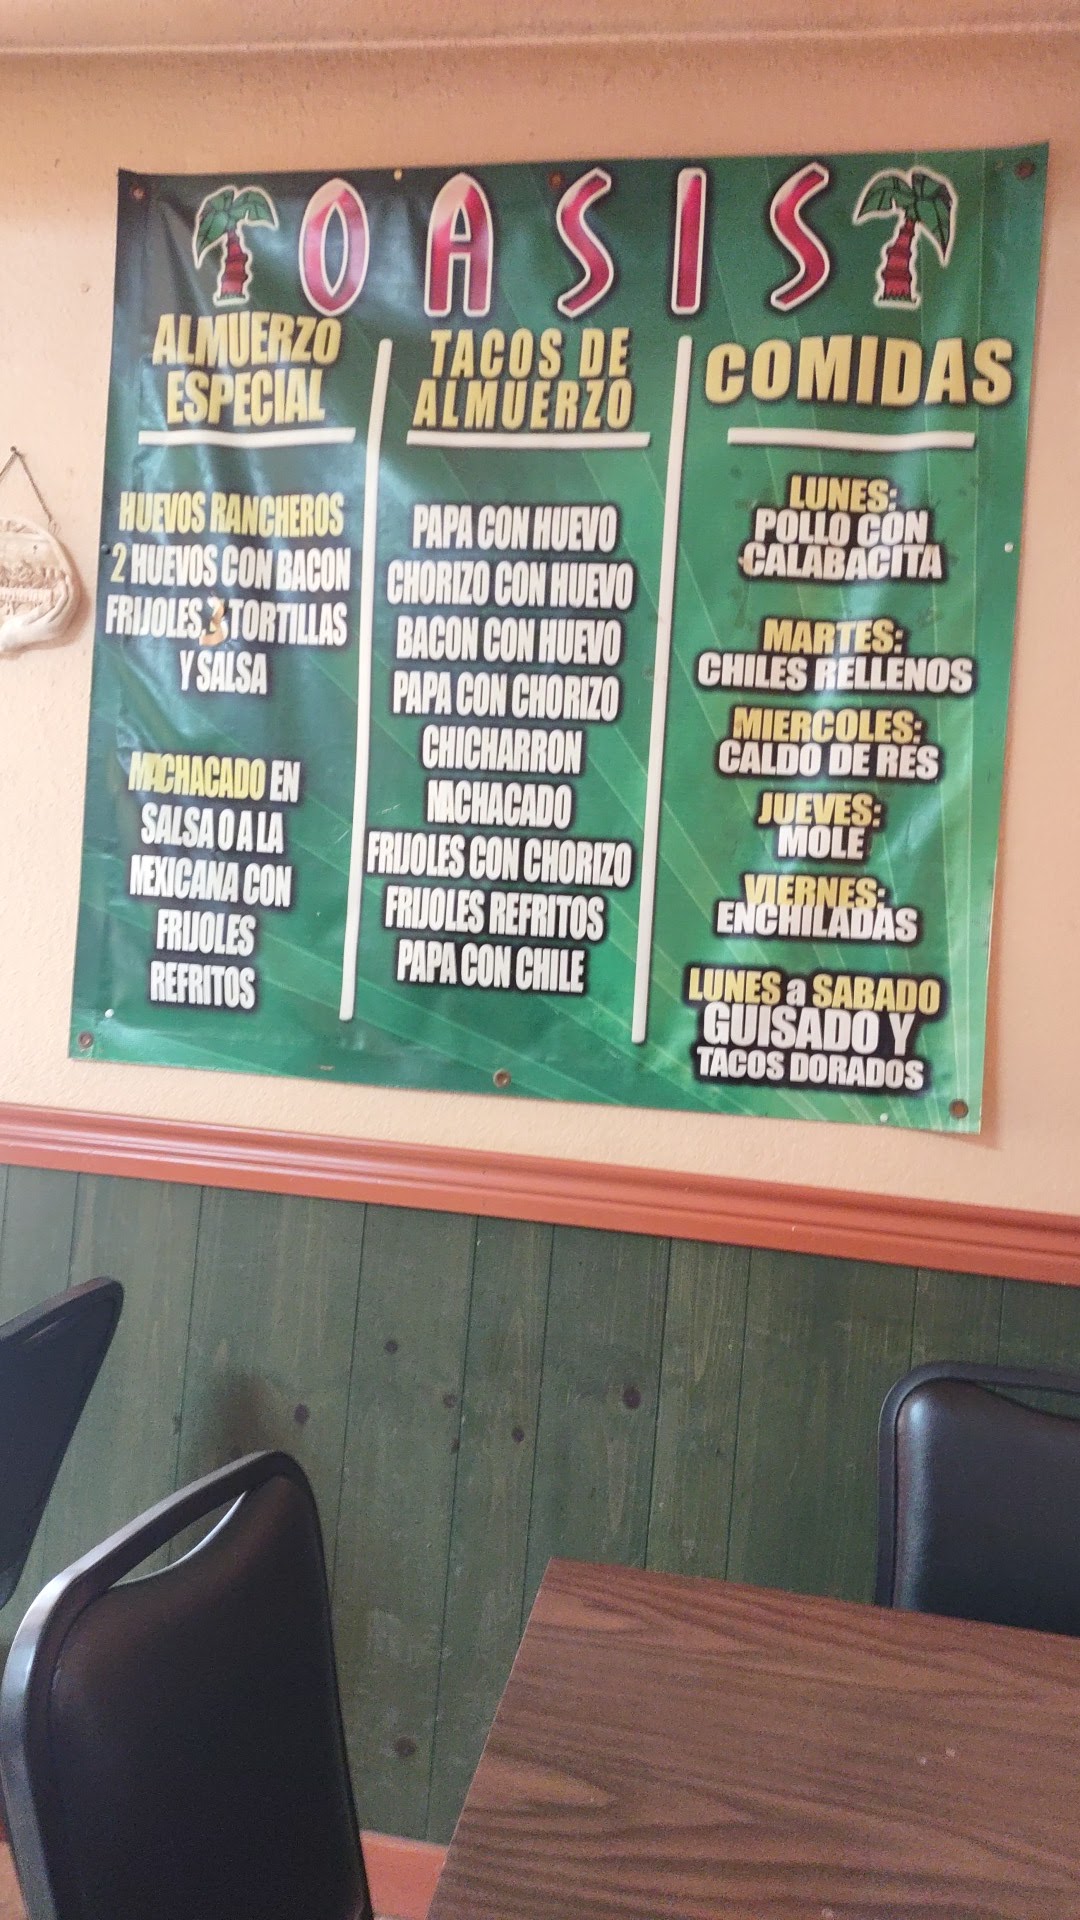 OASIS
ALMUERZO
ESPECIAL
HUEVOS RANCHEROS
2 HUEVOS CON BACON
FRIJOLES 3 TORTILLAS
Y SALSA
MACHACADO EN
SALSA O A LA
MEXICANA CON
FRIJOLES
REFRITOS
TACOS DE
ALMUERZO
PAPA CON HUEVO
CHORIZO CON HUEVO
BACON CON HUEVO
PAPA CON CHORIZO
CHICHARRON
MACHACADO
FRIJOLES CON CHORIZO
FRIJOLES REFRITOS
PAPA CON CHILE
COMIDAS
LUNES:
POLLO CON
CALABACITA
MARTES:
CHILES RELLENOS
MIERCOLES:
CALDO DE RES
JUEVES:
MOLE
VIERNES:
ENCHILADAS
LUNES a SABADO
GUISADO Y
TACOS DORADOS